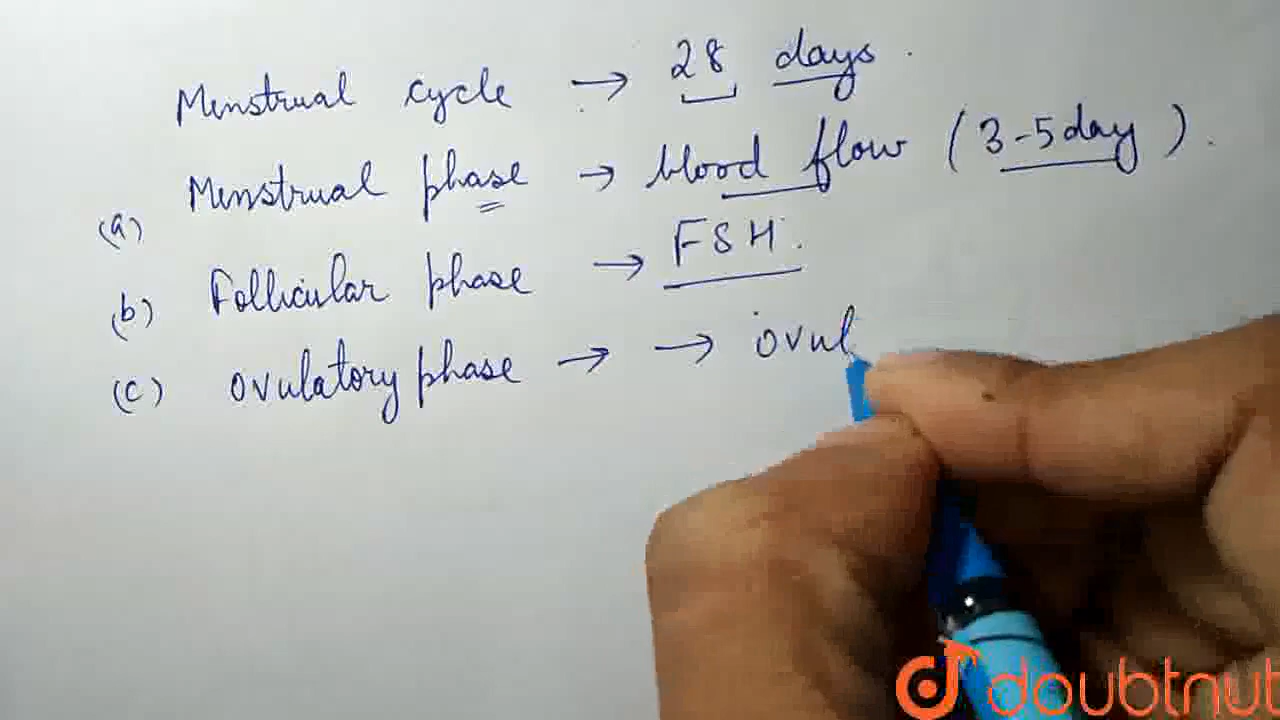 Menstrual cycle → 28 days.
(a) Menstrual phase → blood flow (3-5 day).
(b) Follicular phase → FSH.
(c) ovulatory phase → → ovul
doubtnut